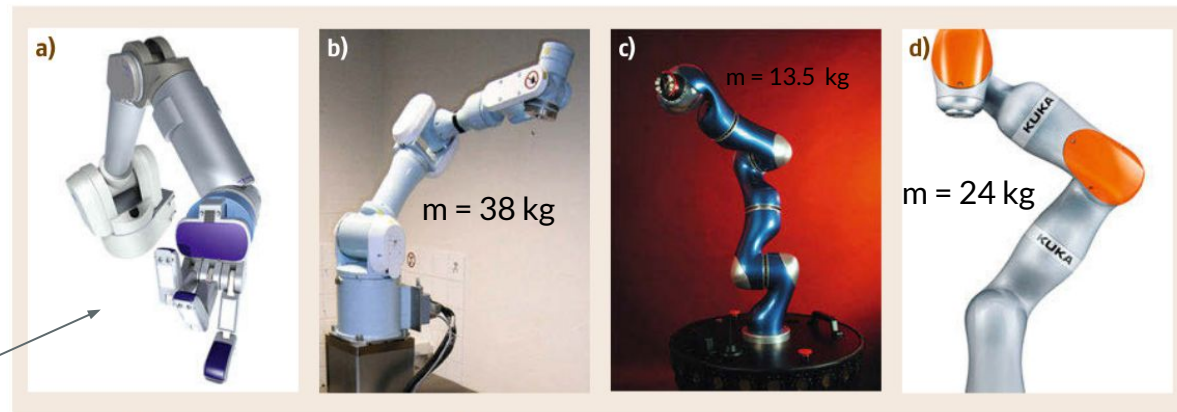 a)
b)
m = 38 kg
c)
m = 13.5 kg
d)
KUKA
m = 24 kg
KUKA